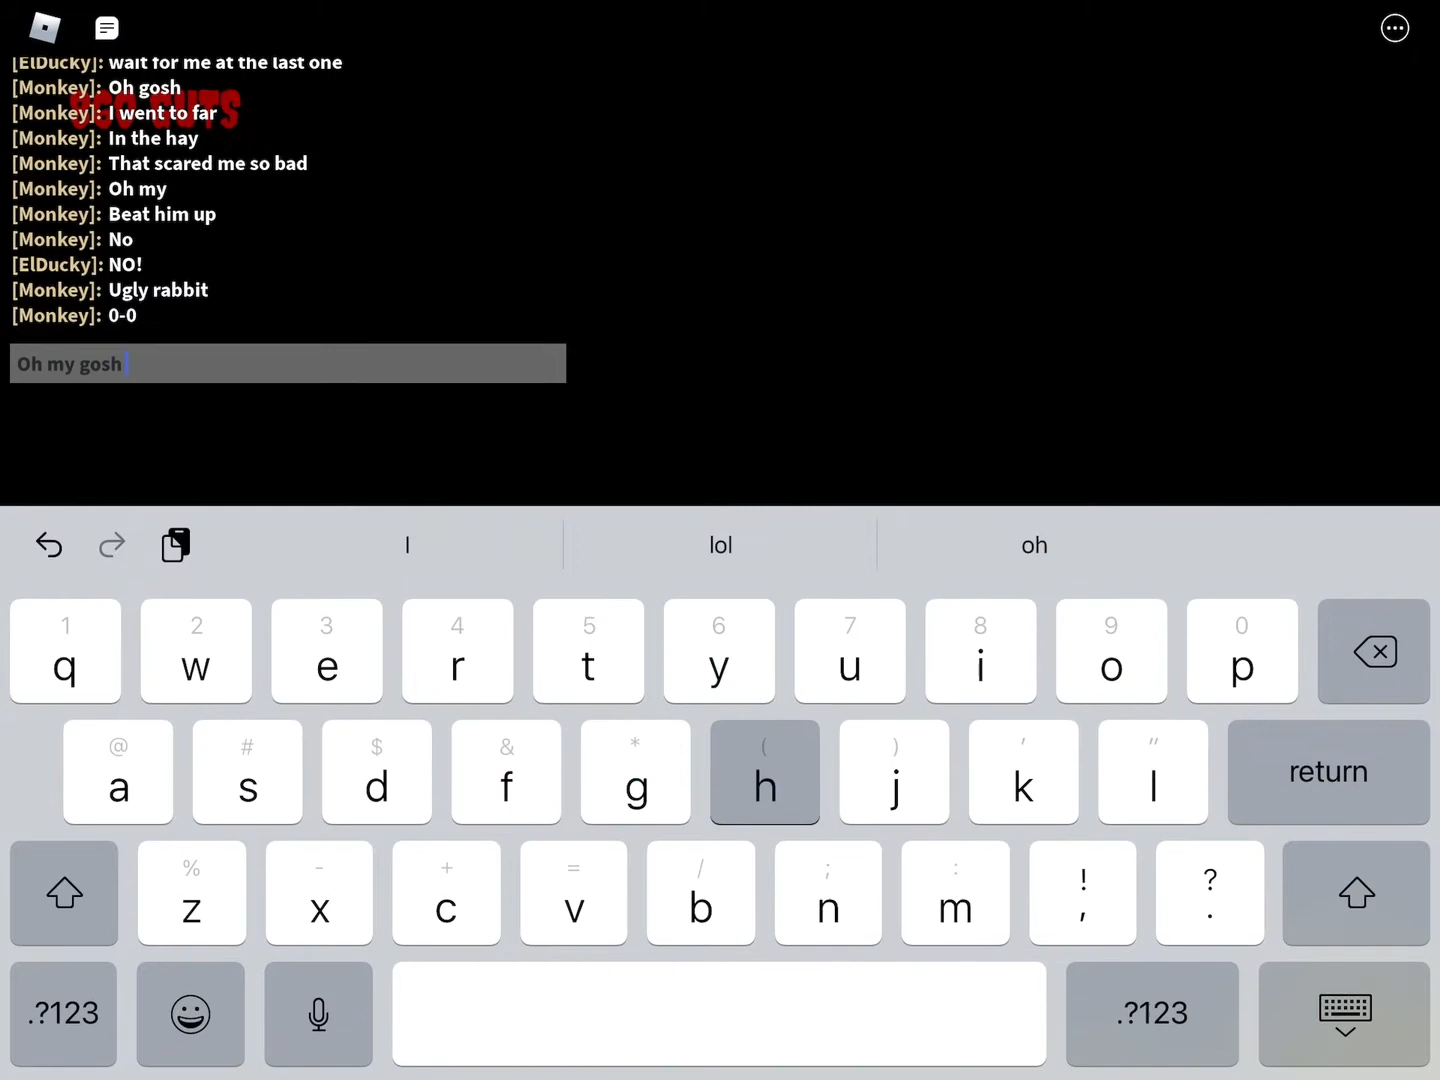 [ElDucky]: wait for me at the last one
[Monkey]: Oh gosh
[Monkey]: I went to far
[Monkey]: In the hay
[Monkey]: That scared me so bad
[Monkey]: Oh my
[Monkey]: Beat him up
[Monkey]: No
[ElDucky]: NO!
[Monkey]: Ugly rabbit
[Monkey]: 0-0
Oh my gosh
I lol oh
1 2 3 4 5 6 7 8 9 0
q w e r t y u i o p
@ # $ & * ( ) ' "
a s d f g h j k l return
% - + = / ; : ! ?
z x c v b n m , .
.?123 .?123